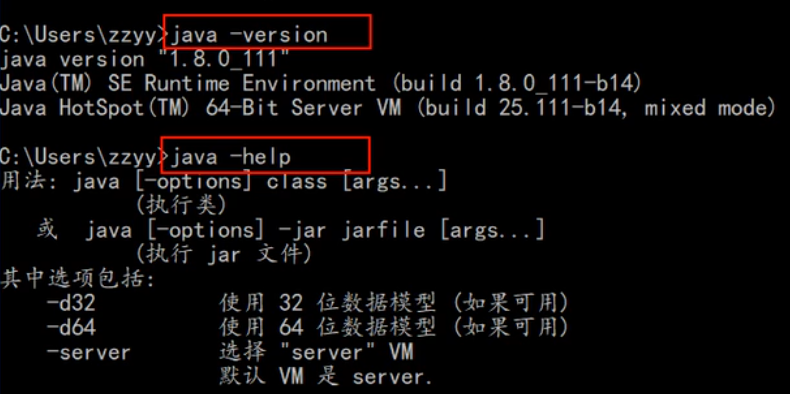 C:\Users\zzyy>java -version
java version "1.8.0_111"
Java(TM) SE Runtime Environment (build 1.8.0_111-b14)
Java HotSpot(TM) 64-Bit Server VM (build 25.111-b14, mixed mode)
C:\Users\zzyy>java -help
用法: java [-options] class [args...]
(执行类)
或 java [-options] -jar jarfile [args...]
(执行 jar 文件)
其中选项包括:
-d32 使用 32 位数据模型 (如果可用)
-d64 使用 64 位数据模型 (如果可用)
-server 选择 "server" VM
默认 VM 是 server.